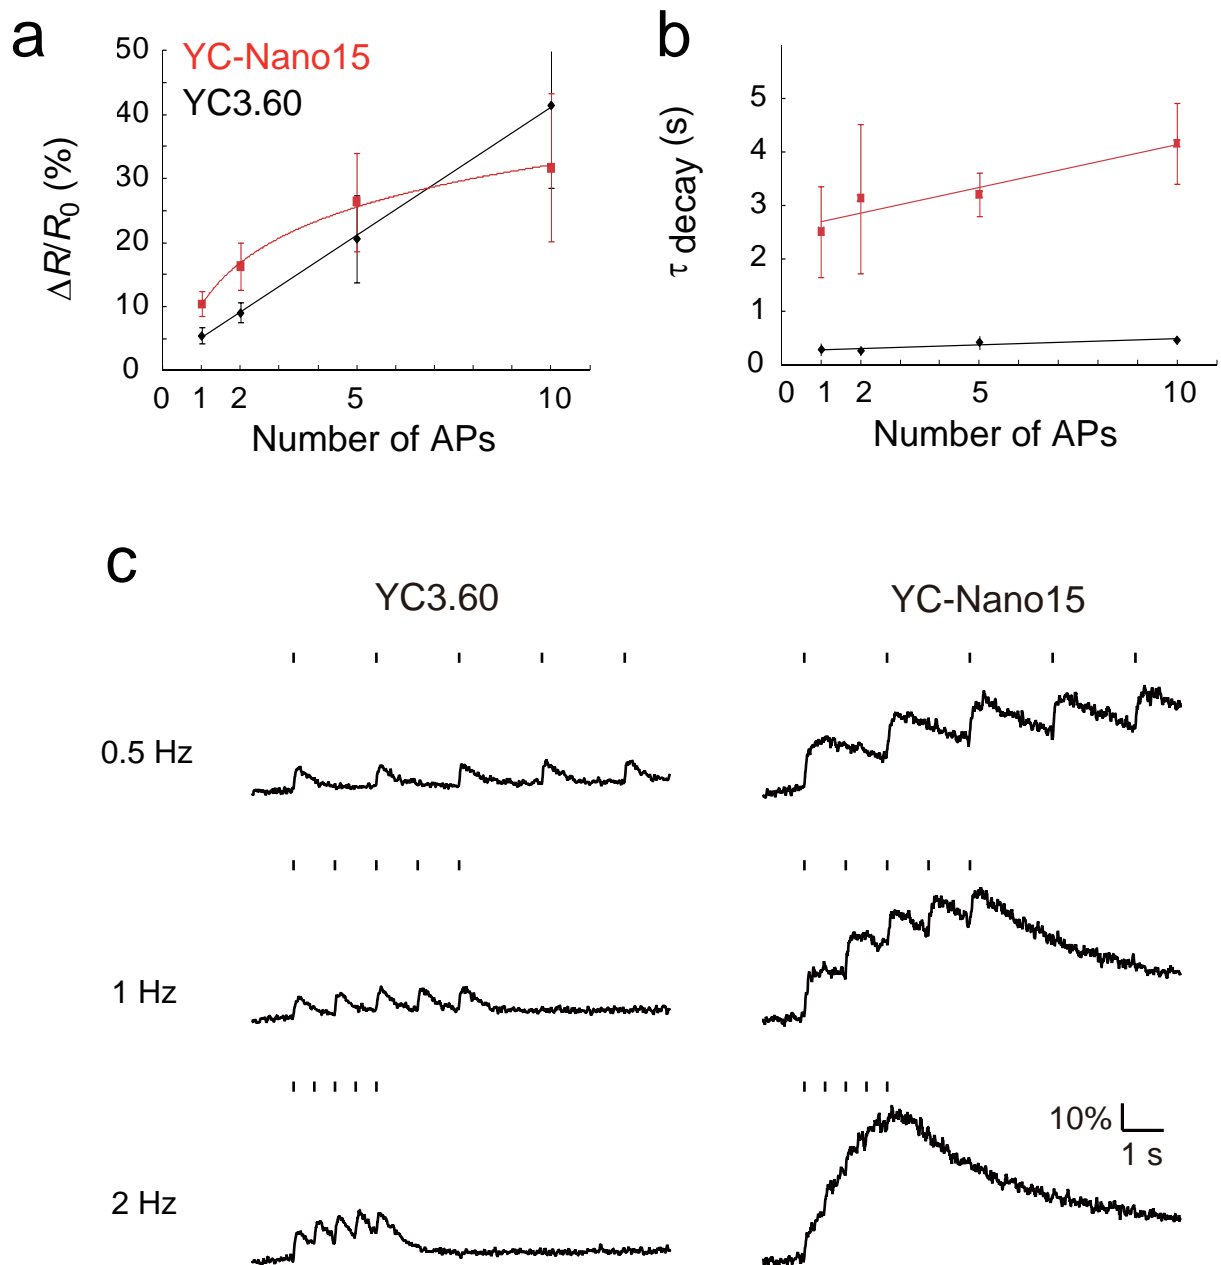 a
YC-Nano15
YC3.60
50
40
30
20
10
0
ΔR/R0 (%)
0 1 2 5 10
Number of APs
b
5
4
3
2
1
0
τ decay (s)
0 1 2 5 10
Number of APs
c
YC3.60 YC-Nano15
0.5 Hz
1 Hz
2 Hz
10%
1 s